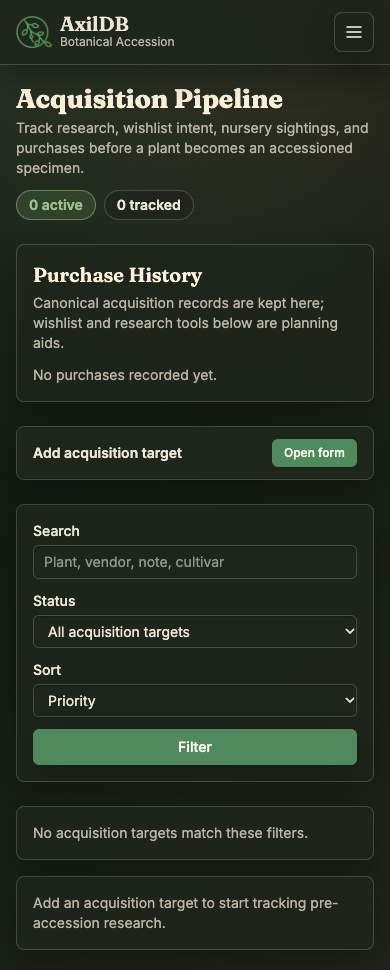 AxilDB
Botanical Accession
Acquisition Pipeline
Track research, wishlist intent, nursery sightings, and
purchases before a plant becomes an accessioned
specimen.
0 active
0 tracked
Purchase History
Canonical acquisition records are kept here;
wishlist and research tools below are planning
aids.
No purchases recorded yet.
Add acquisition target
Open form
Search
Plant, vendor, note, cultivar
Status
All acquisition targets
Sort
Priority
Filter
No acquisition targets match these filters.
Add an acquisition target to start tracking pre-
accession research.